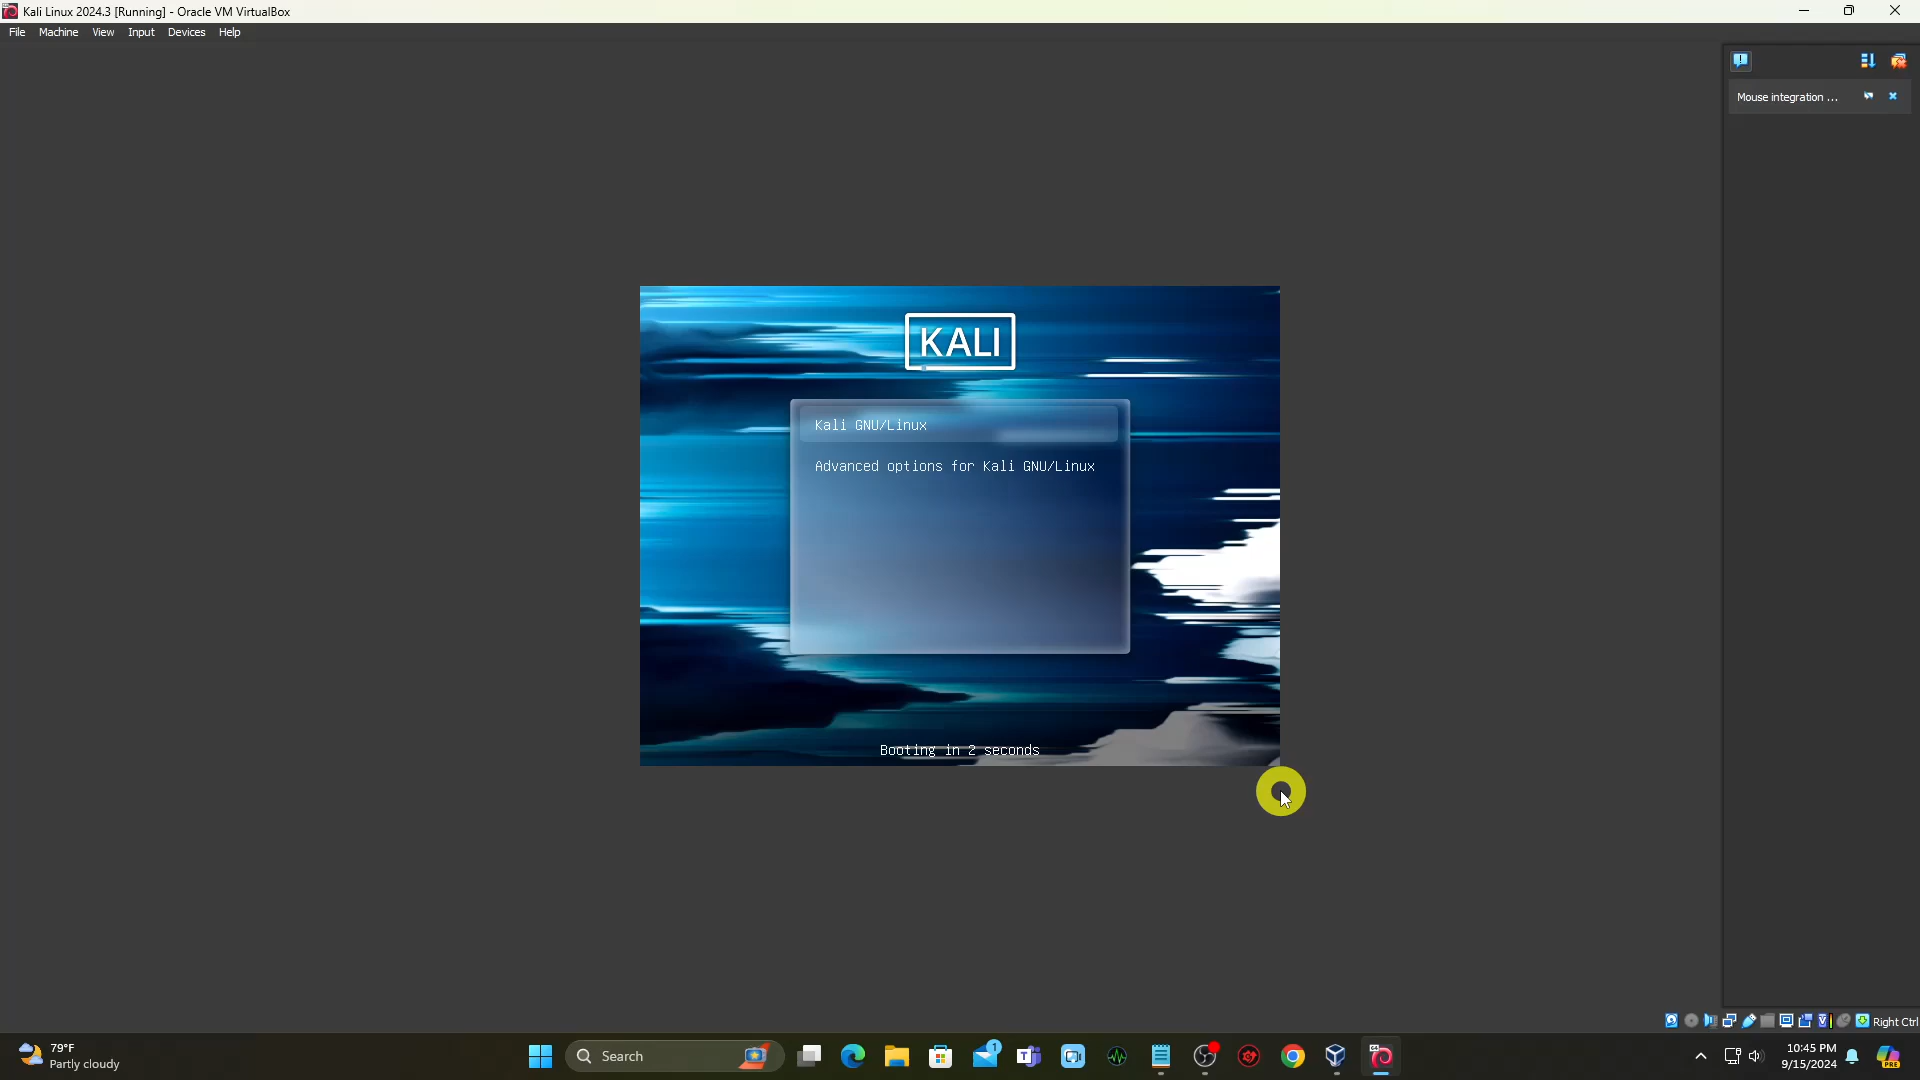 Kali Linux 2024.3 [Running] - Oracle VM VirtualBox
File Machine View Input Devices Help
Mouse integration ...
KALI
Kali GNU/Linux
Advanced options for Kali GNU/Linux
Booting in 2 seconds
Right Ctrl
79°F
Partly cloudy
Search
1
10:45 PM
9/15/2024
PRE